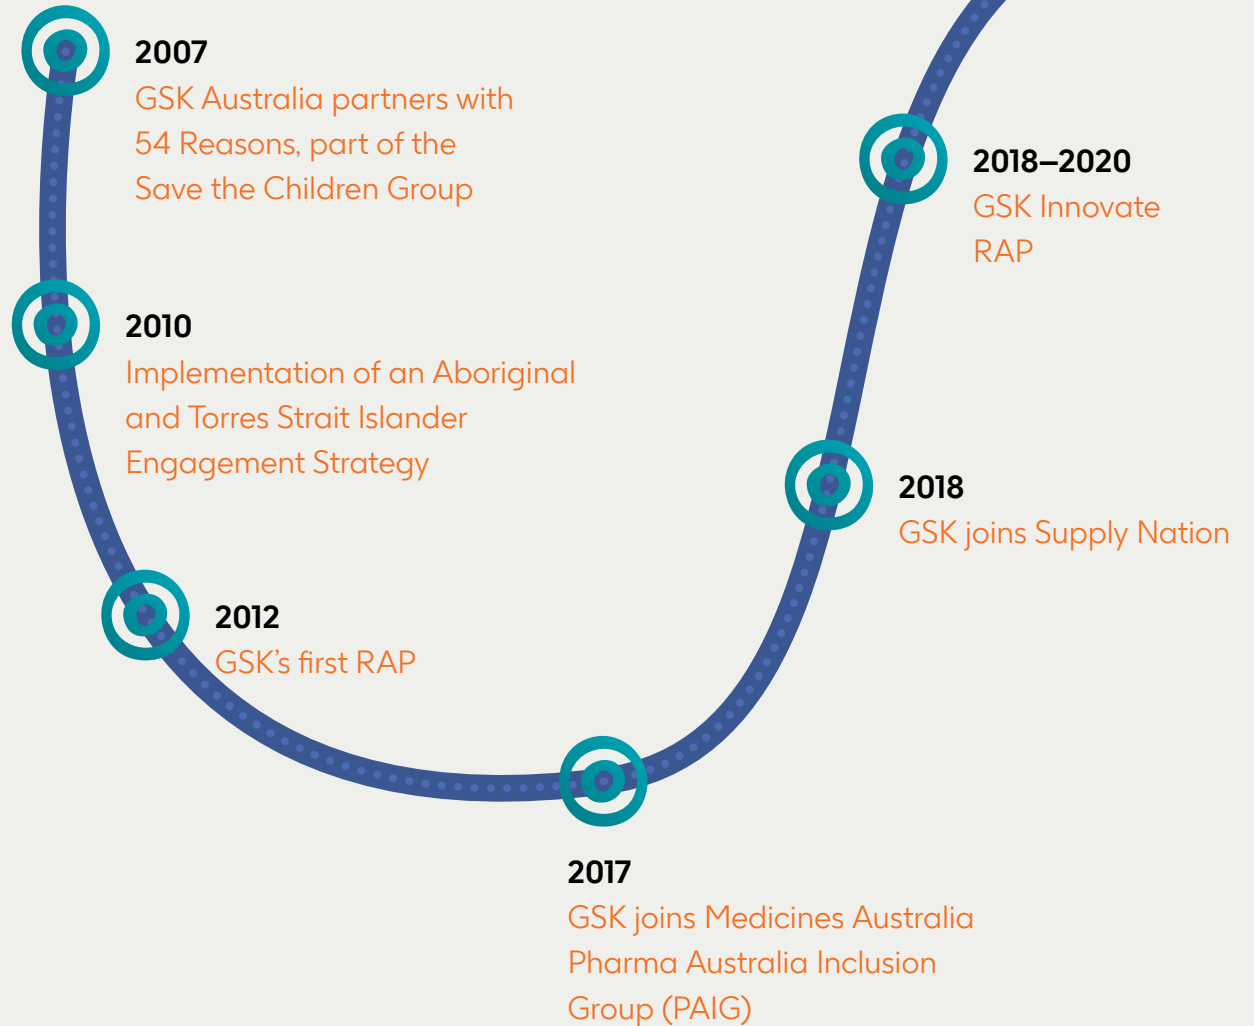 2007
GSK Australia partners with
54 Reasons, part of the
Save the Children Group
2010
Implementation of an Aboriginal
and Torres Strait Islander
Engagement Strategy
2012
GSK’s first RAP
2017
GSK joins Medicines Australia
Pharma Australia Inclusion
Group (PAIG)
2018
GSK joins Supply Nation
2018–2020
GSK Innovate
RAP